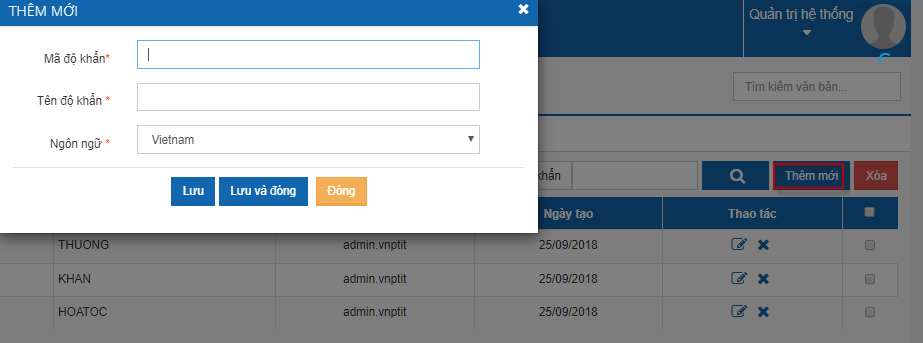 THÊM MỚI
Quản trị hệ thống
Mã độ khẩn*
Tên độ khẩn *
Tìm kiếm văn bản...
Ngôn ngữ * Vietnam
Lưu Lưu và đóng Đóng
khẩn Thêm mới Xóa
Ngày tạo Thao tác
THUONG admin.vnptit 25/09/2018
KHAN admin.vnptit 25/09/2018
HOATOC admin.vnptit 25/09/2018